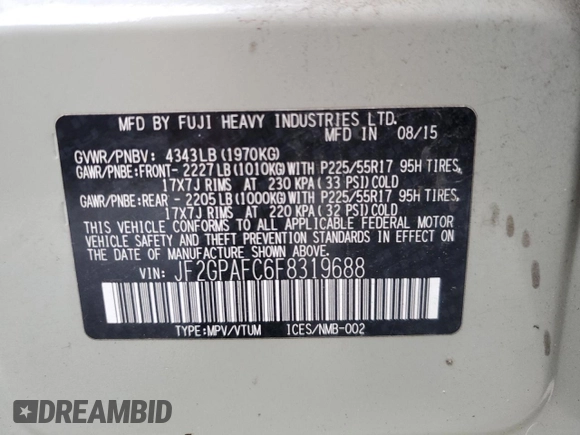 MFD BY FUJI HEAVY INDUSTRIES LTD.
MFD IN 08/15
GVWR/PNBV: 4343LB (1970KG)
GAWR/PNBE:FRONT- 2227LB (1010KG) WITH P225/55R17 95H TIRES,
17X7J RIMS AT 230 KPA (33 PSI) COLD
GAWR/PNBE:REAR - 2205LB (1000KG) WITH P225/55R17 95H TIRES,
17X7J RIMS AT 220 KPA (32 PSI) COLD
THIS VEHICLE CONFORMS TO ALL APPLICABLE FEDERAL MOTOR
VEHICLE SAFETY AND THEFT PREVENTION STANDARDS IN EFFECT
ON THE DATE OF MANUFACTURE SHOWN ABOVE.
VIN: JF2GPAFC6F8319688
TYPE:MPV/VTUM ICES/NMB-002
DREAMBID